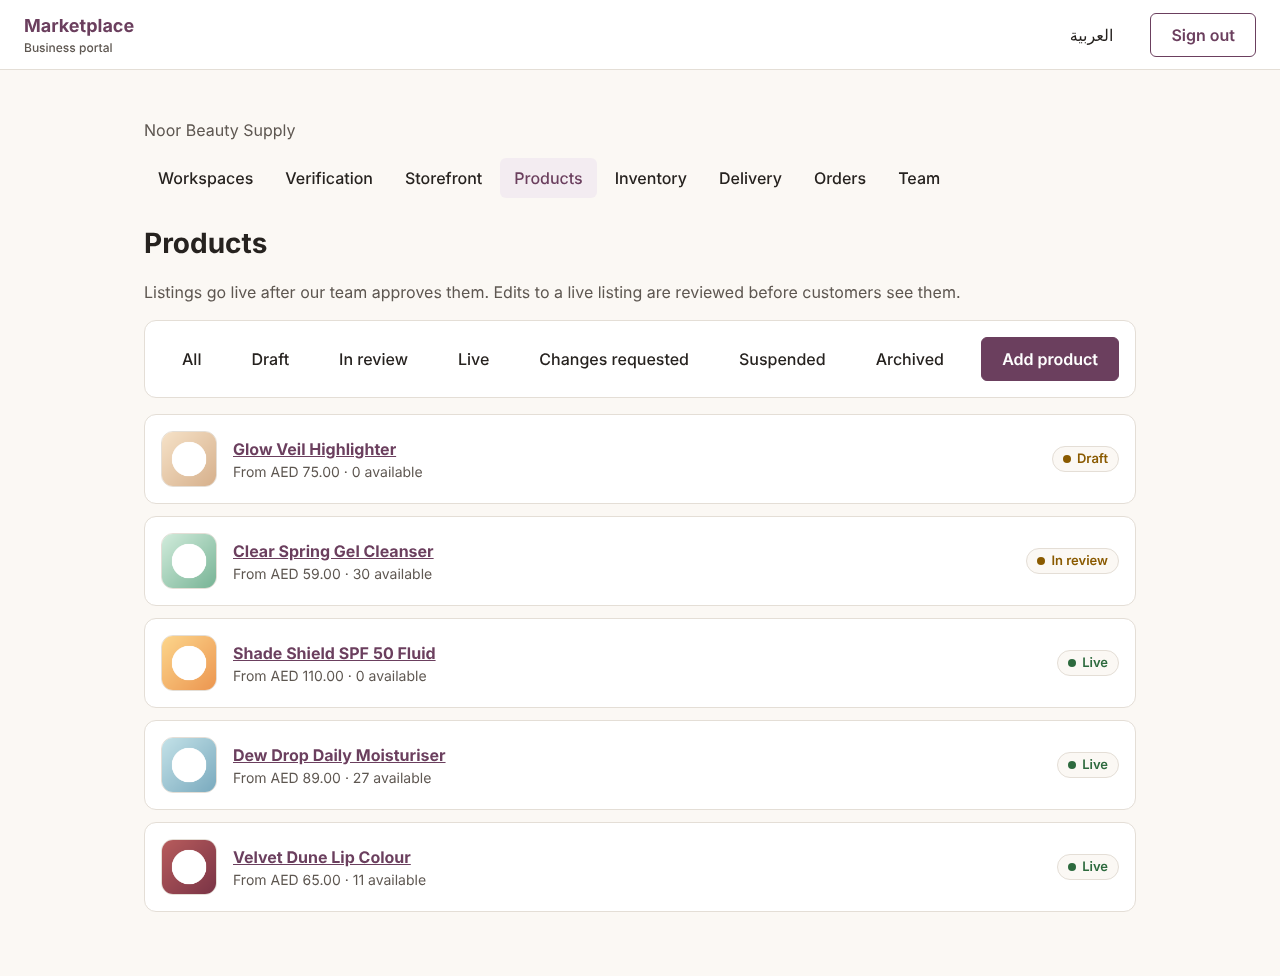 Marketplace
Business portal
العربية
Sign out
Noor Beauty Supply
Workspaces Verification Storefront Products Inventory Delivery Orders Team
Products
Listings go live after our team approves them. Edits to a live listing are reviewed before customers see them.
All Draft In review Live Changes requested Suspended Archived Add product
Glow Veil Highlighter
From AED 75.00 · 0 available
Draft
Clear Spring Gel Cleanser
From AED 59.00 · 30 available
In review
Shade Shield SPF 50 Fluid
From AED 110.00 · 0 available
Live
Dew Drop Daily Moisturiser
From AED 89.00 · 27 available
Live
Velvet Dune Lip Colour
From AED 65.00 · 11 available
Live